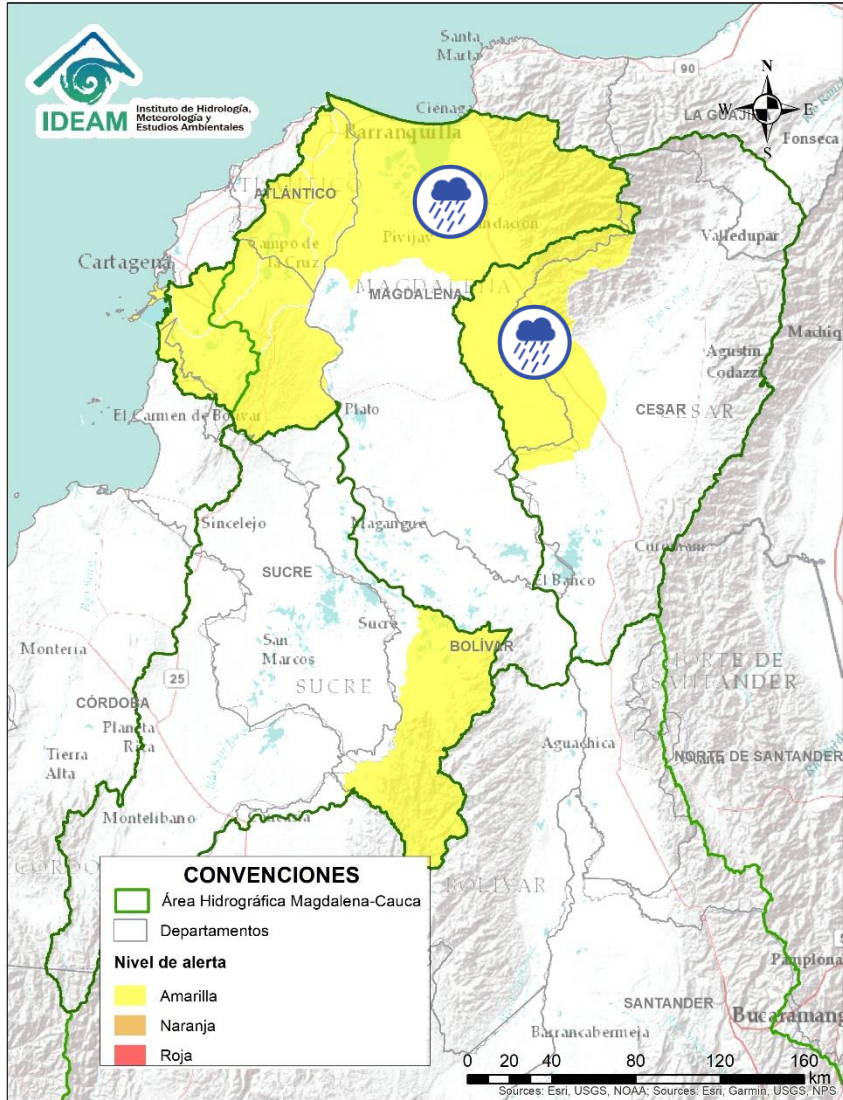 Santa
Marta
90
N
W E
S
IDEAM
Instituto de Hidrología,
Meteorología y
Estudios Ambientales
Ciénaga
Barranquilla
LA GUAJIRA
Fonseca
ATLÁNTICO
ATLÁNTICO
Valledupar
Campo de
la Cruz
Pivijay
Cartagena
MAGDALENA
MAGDALENA
Agustín
Codazzi
El Carmen de Bolívar
Plato
CESAR
CESAR
Sincelejo
Magangue
El Banco
SUCRE
Sucre
San
Marcos
SUCRE
BOLÍVAR
Montería
25
CÓRDOBA
Planeta
Rica
Tierra
Alta
NORTE DE
SANTANDER
Aguachica
NORTE DE SANTANDER
Montelíbano
BOLÍVAR
CONVENCIONES
Área Hidrográfica Magdalena-Cauca
Departamentos
Nivel de alerta
Amarilla
Naranja
Roja
Pamplona
SANTANDER
Barrancabermeja
0 20 40 80 120 160
Km
Sources: Esri, USGS, NOAA; Sources: Esri, Garmin, USGS, NPS